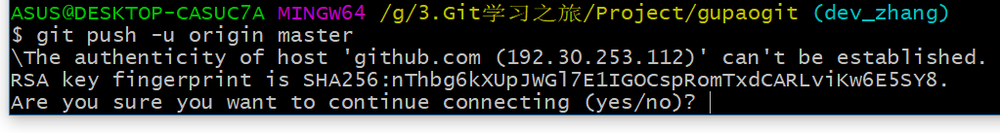 ASUS@DESKTOP-CASUC7A MINGW64 /g/3.Git学习之旅/Project/gupaogit (dev_zhang)
$ git push -u origin master
\The authenticity of host 'github.com (192.30.253.112)' can't be established.
RSA key fingerprint is SHA256:nThbg6kXUpJWGl7E1IGOCspRomTxdCARLviKw6E5SY8.
Are you sure you want to continue connecting (yes/no)?